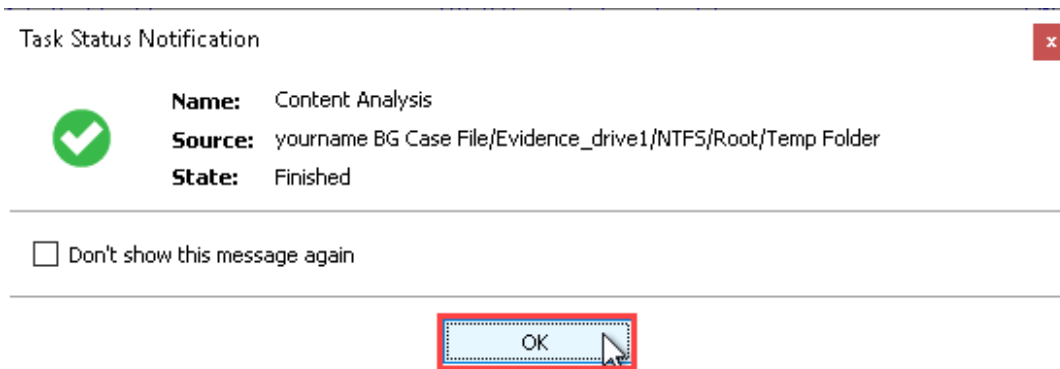 Task Status Notification
x
Name: Content Analysis
Source: yourname BG Case File/Evidence_drive1/NTFS/Root/Temp Folder
State: Finished
Don't show this message again
OK